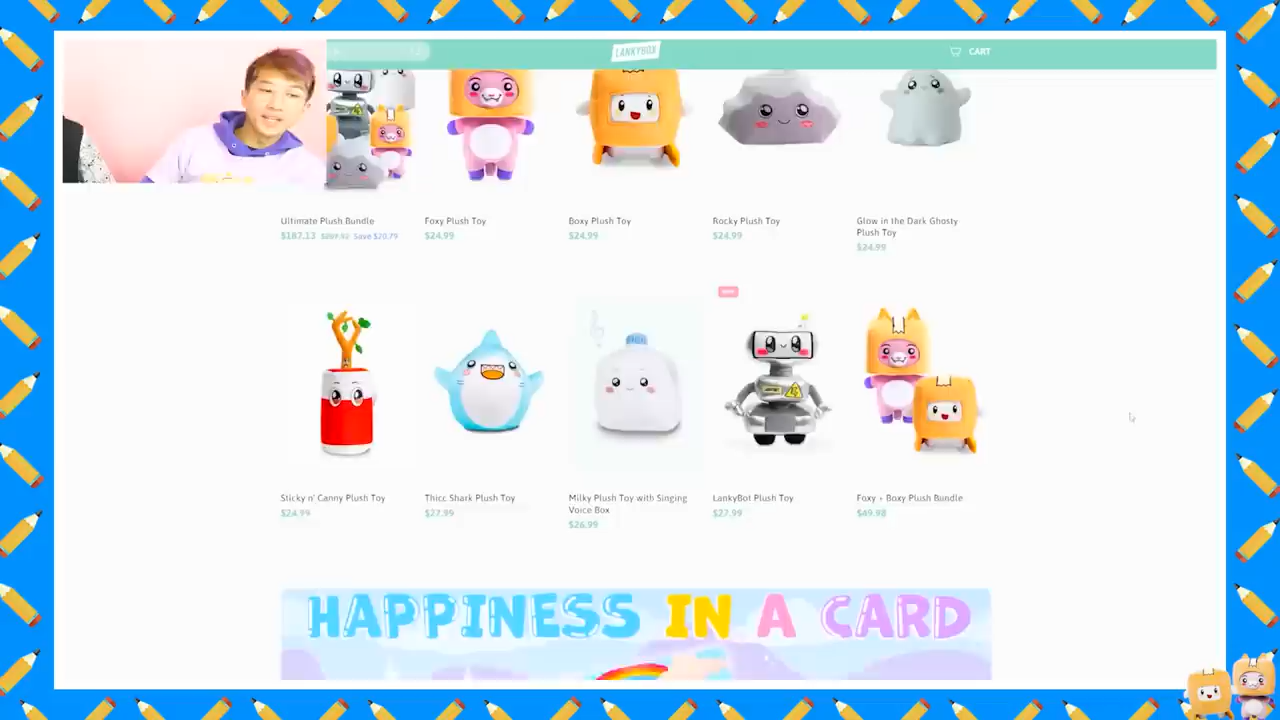 LANKYBOX
CART
Ultimate Plush Bundle
$187.13 Save $20.79
Foxy Plush Toy
$24.99
Boxy Plush Toy
$24.99
Rocky Plush Toy
$24.99
Glow in the Dark Ghosty
Plush Toy
$24.99
Sticky n' Canny Plush Toy
$24.99
Thicc Shark Plush Toy
$27.99
Milky Plush Toy with Singing
Voice Box
$26.99
LankyBot Plush Toy
$27.99
Foxy + Boxy Plush Bundle
$49.98
HAPPINESS IN A CARD